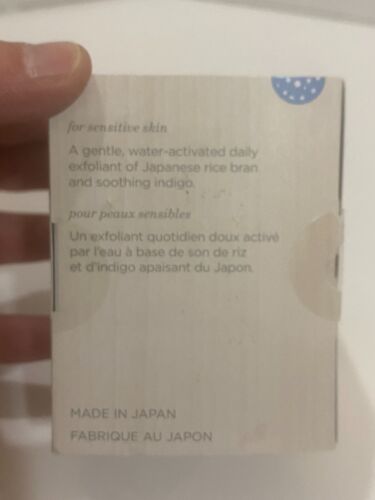 for sensitive skin
A gentle, water-activated daily
exfoliant of Japanese rice bran
and soothing indigo.
pour peaux sensibles
Un exfoliant quotidien doux activé
par l'eau à base de son de riz
et d'indigo apaisant du Japon.
MADE IN JAPAN
FABRIQUE AU JAPON